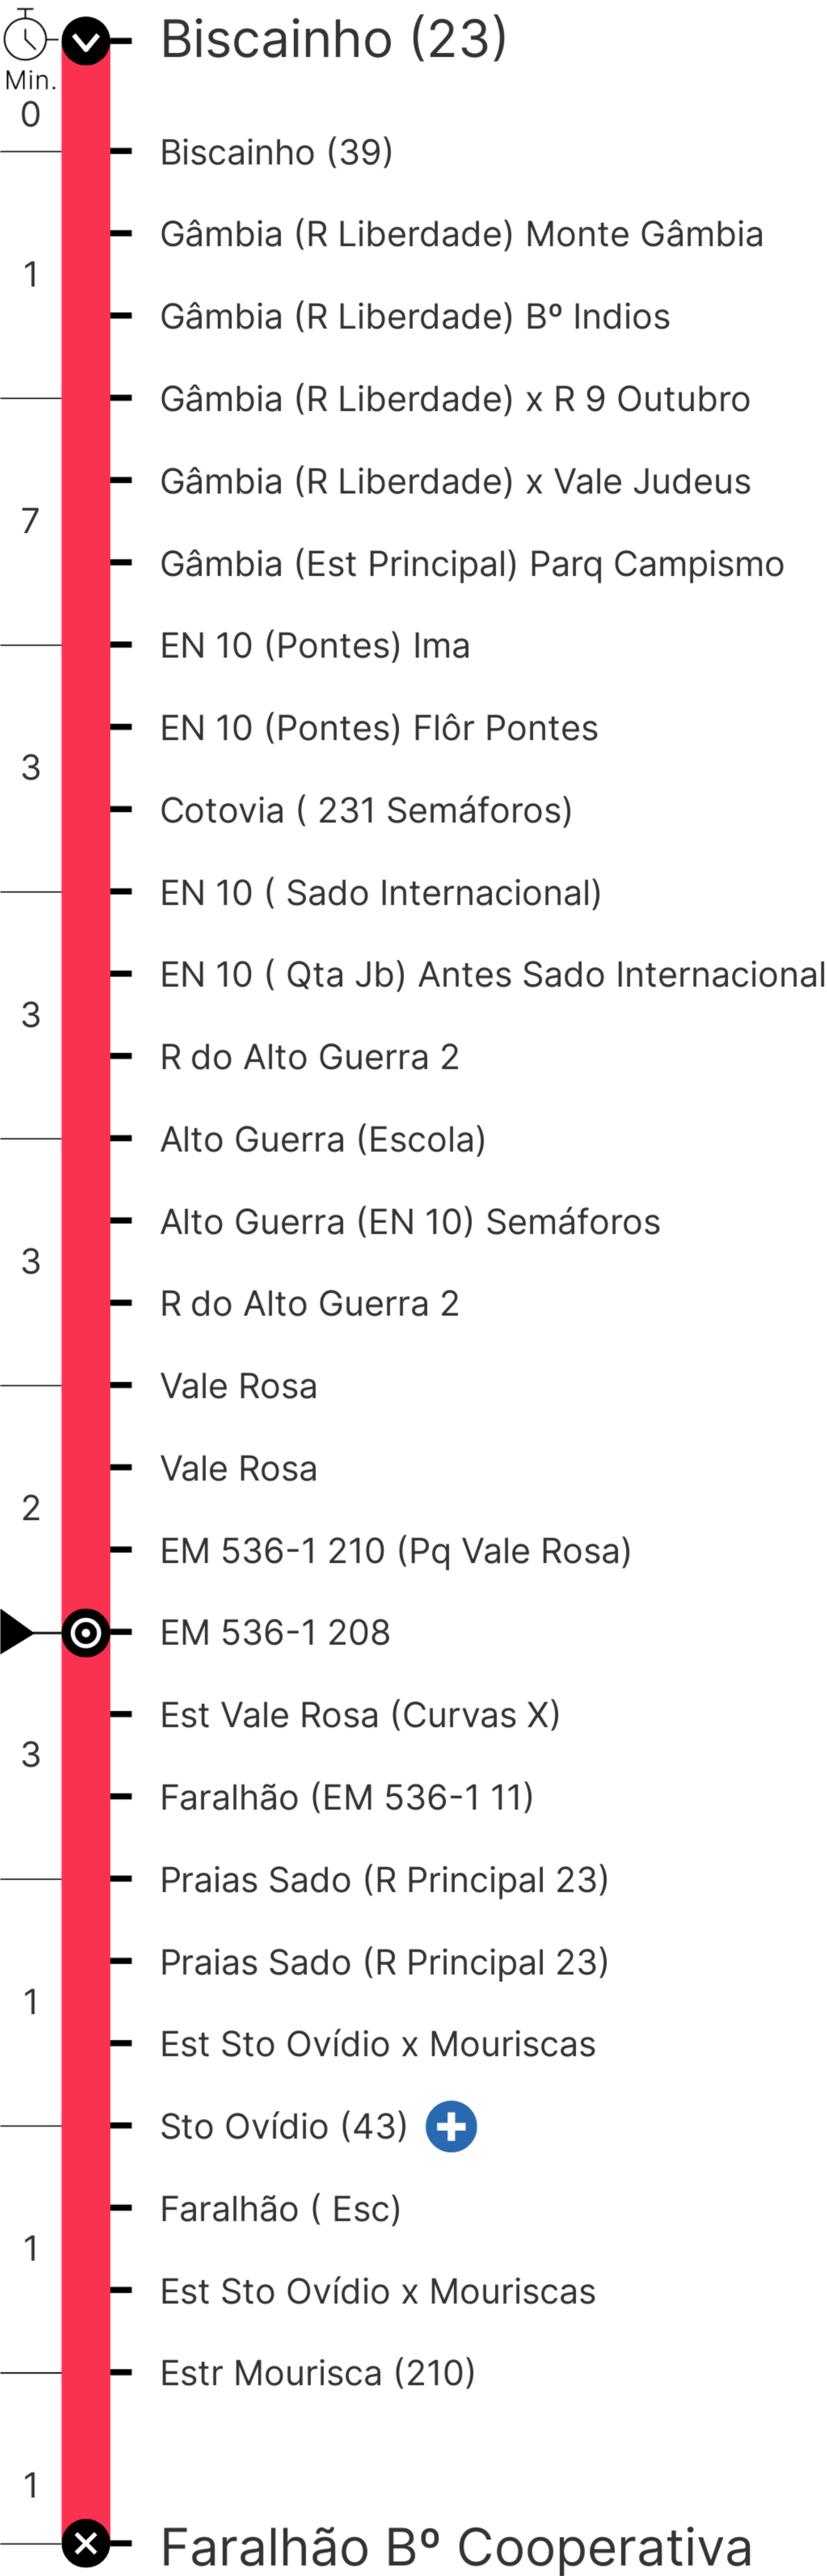 Biscainho (23)
Min.
0
Biscainho (39)
Gâmbia (R Liberdade) Monte Gâmbia
1
Gâmbia (R Liberdade) Bº Indios
Gâmbia (R Liberdade) x R 9 Outubro
Gâmbia (R Liberdade) x Vale Judeus
7
Gâmbia (Est Principal) Parq Campismo
EN 10 (Pontes) Ima
EN 10 (Pontes) Flôr Pontes
3
Cotovia ( 231 Semáforos)
EN 10 ( Sado Internacional)
EN 10 ( Qta Jb) Antes Sado Internacional
3
R do Alto Guerra 2
Alto Guerra (Escola)
Alto Guerra (EN 10) Semáforos
3
R do Alto Guerra 2
Vale Rosa
Vale Rosa
2
EM 536-1 210 (Pq Vale Rosa)
EM 536-1 208
Est Vale Rosa (Curvas X)
3
Faralhão (EM 536-1 11)
Praias Sado (R Principal 23)
Praias Sado (R Principal 23)
1
Est Sto Ovídio x Mouriscas
Sto Ovídio (43)
Faralhão ( Esc)
1
Est Sto Ovídio x Mouriscas
Estr Mourisca (210)
1
Faralhão Bº Cooperativa